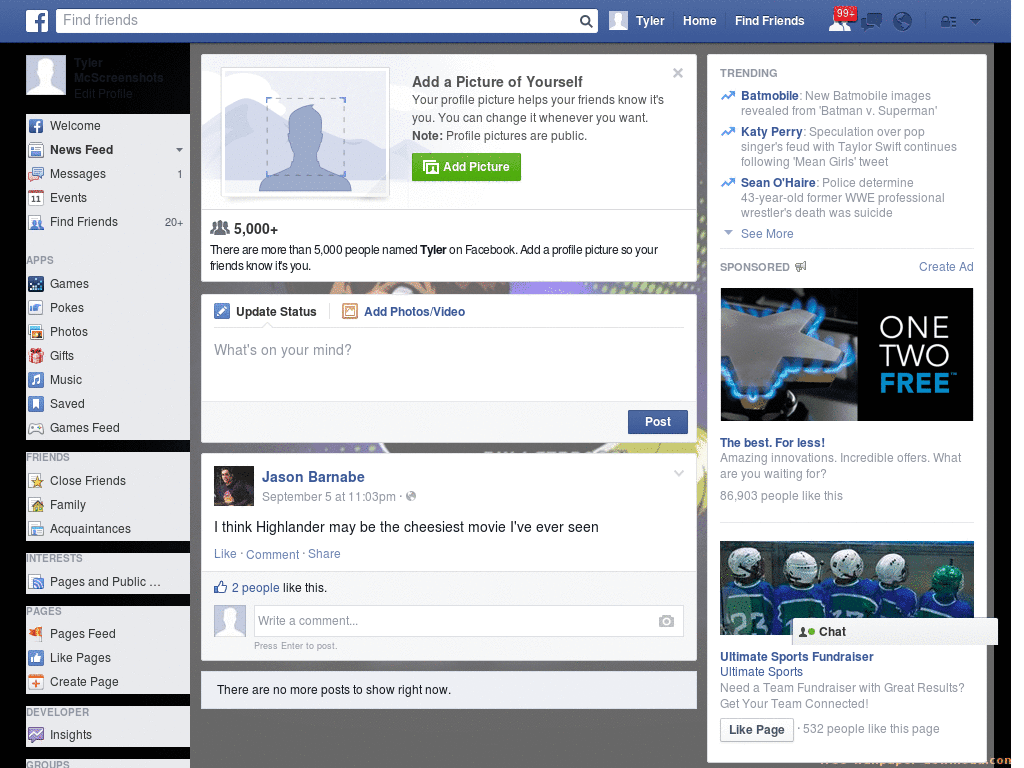 Find friends
Tyler
Home
Find Friends
99+
Tyler
McScreenshots
Edit Profile
Welcome
News Feed
Messages 1
11 Events
Find Friends 20+
APPS
Games
Pokes
Photos
Gifts
Music
Saved
Games Feed
FRIENDS
Close Friends
Family
Acquaintances
INTERESTS
Pages and Public ...
PAGES
Pages Feed
Like Pages
Create Page
DEVELOPER
Insights
GROUPS
Add a Picture of Yourself
Your profile picture helps your friends know it's
you. You can change it whenever you want.
Note: Profile pictures are public.
Add Picture
5,000+
There are more than 5,000 people named Tyler on Facebook. Add a profile picture so your
friends know it's you.
Update Status
Add Photos/Video
What's on your mind?
Post
Jason Barnabe
September 5 at 11:03pm ·
I think Highlander may be the cheesiest movie I've ever seen
Like · Comment · Share
2 people like this.
Write a comment...
Press Enter to post.
There are no more posts to show right now.
TRENDING
Batmobile: New Batmobile images
revealed from 'Batman v. Superman'
Katy Perry: Speculation over pop
singer's feud with Taylor Swift continues
following 'Mean Girls' tweet
Sean O'Haire: Police determine
43-year-old former WWE professional
wrestler's death was suicide
See More
SPONSORED
Create Ad
ONE
TWO
FREE™
The best. For less!
Amazing innovations. Incredible offers. What
are you waiting for?
86,903 people like this
23
Chat
Ultimate Sports Fundraiser
Ultimate Sports
Need a Team Fundraiser with Great Results?
Get Your Team Connected!
Like Page · 532 people like this page